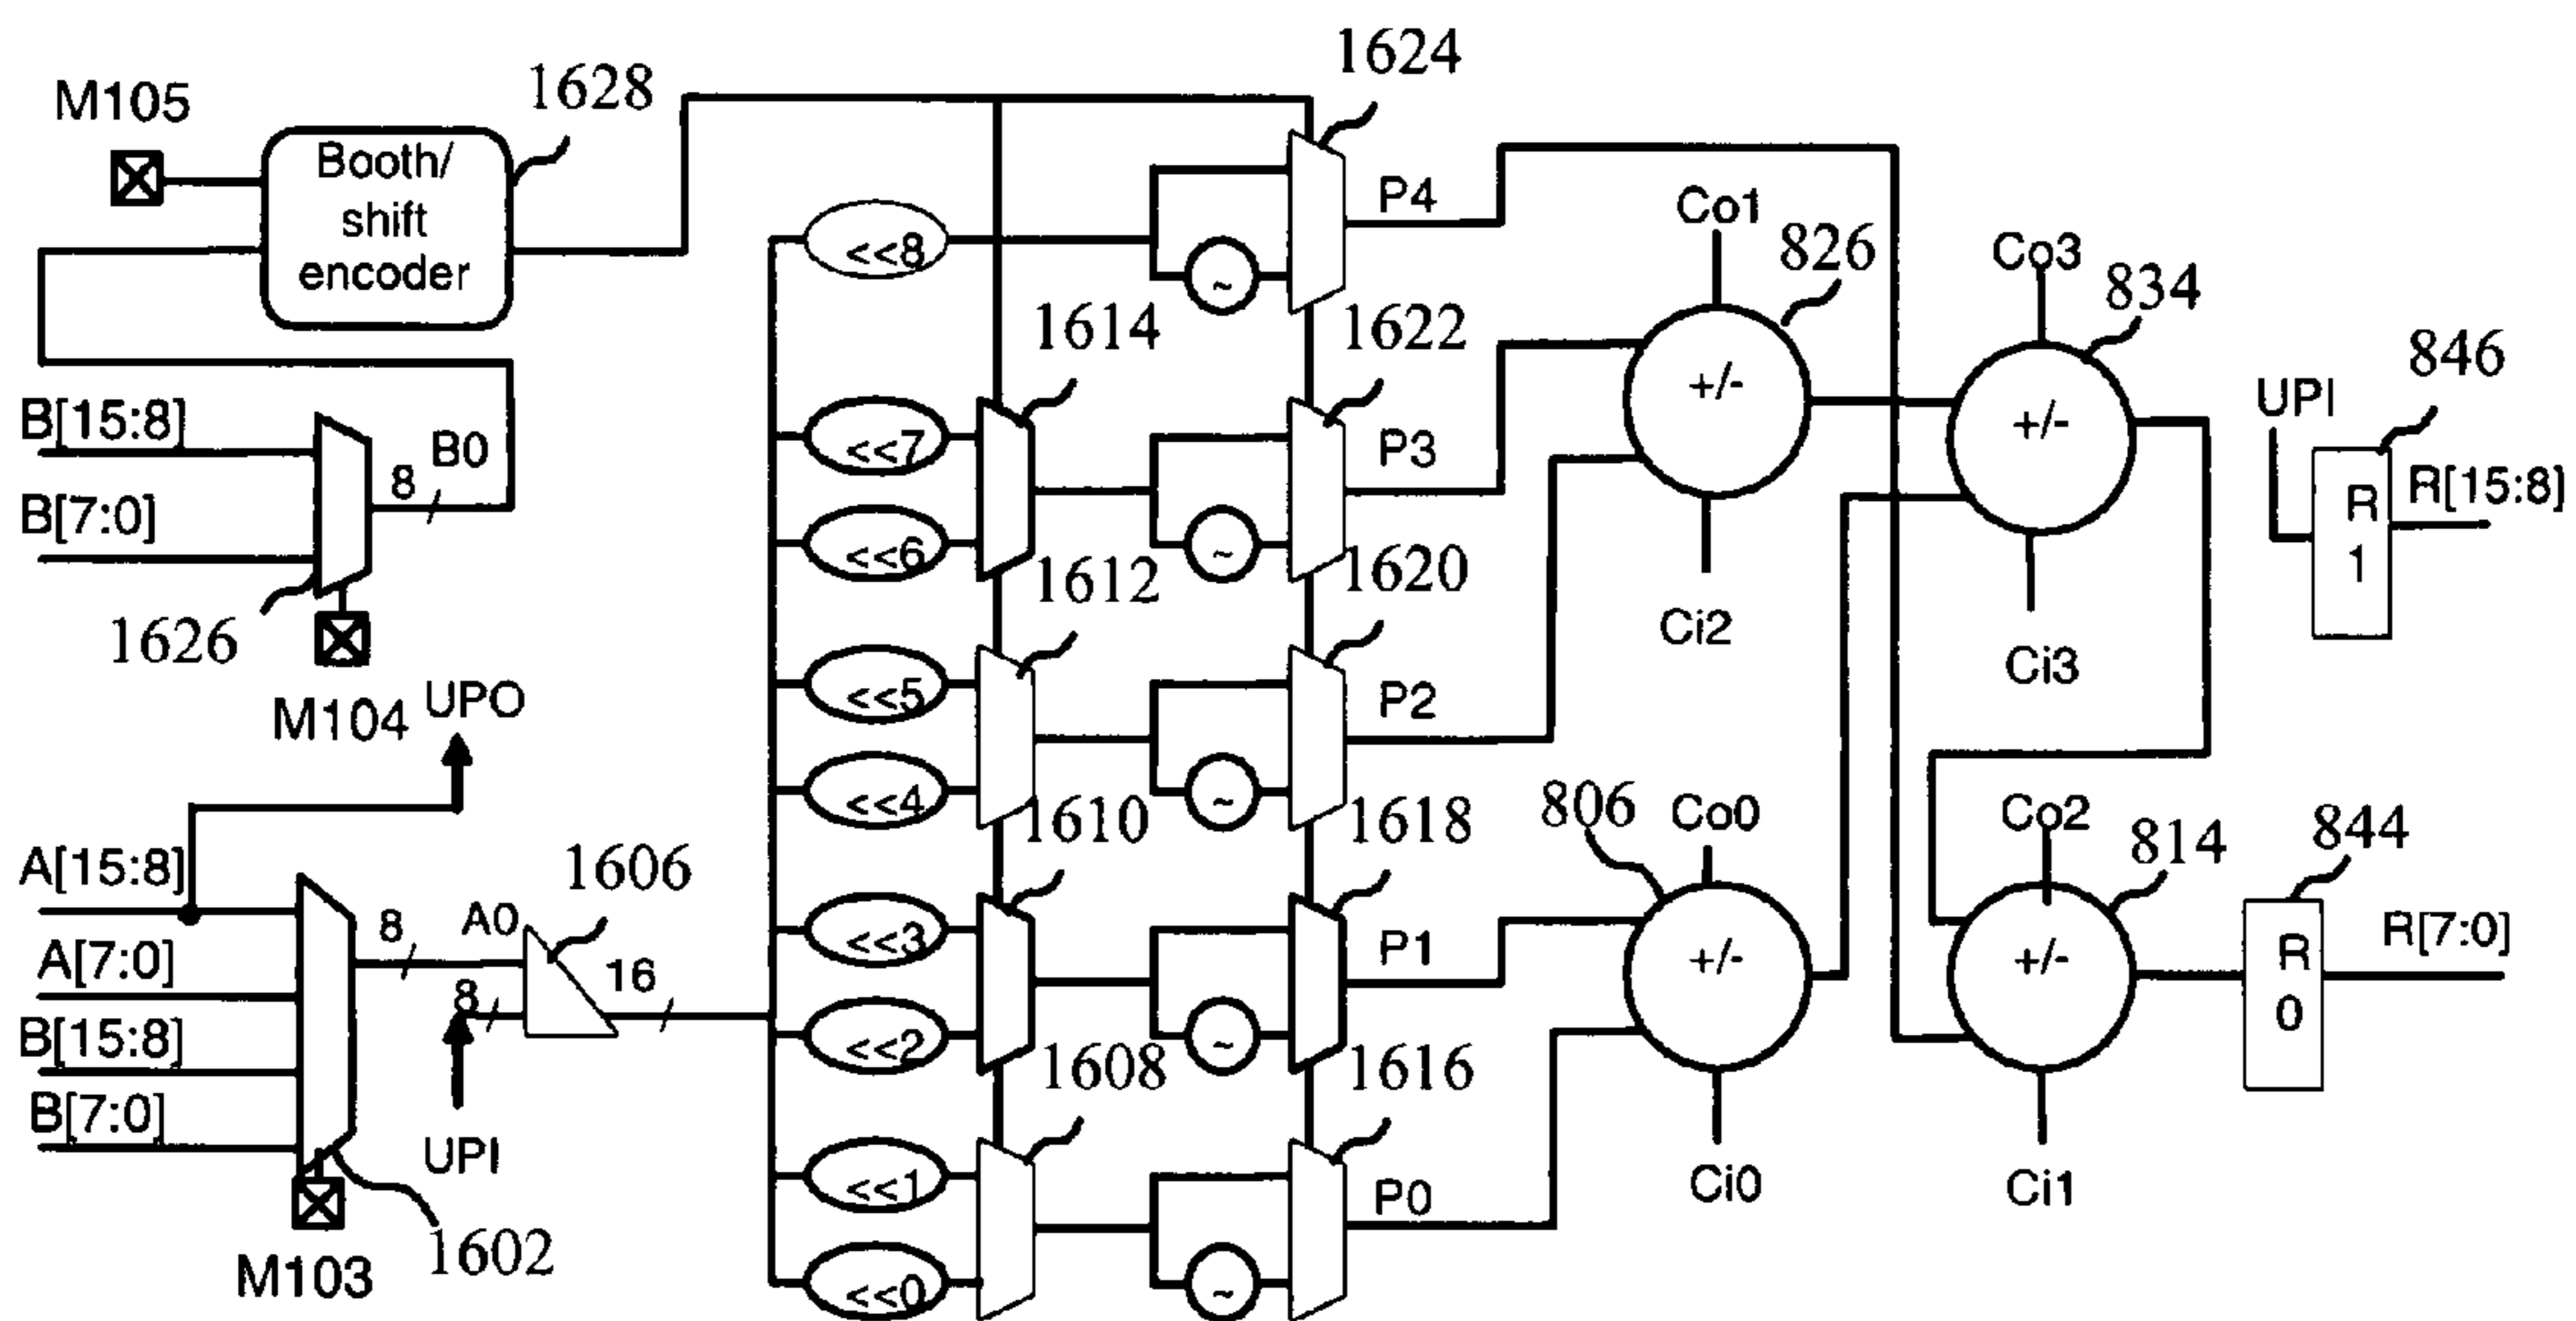 1624
M105
1628
Booth/
shift
encoder
P4
Co1
826
Co3
834
<<8
~
1614
1622
846
UPI
B[15:8]
B0
8
B[7:0]
<<7
<<6
~
P3
+/-
+/-
R
1
R[15:8]
1626
M104
1612
1620
Ci2
Ci3
UPO
<<5
<<4
~
P2
1610
1618
806
Co0
Co2
814
844
A[15:8]
A[7:0]
B[15:8]
B[7:0]
8
A0
1606
8
16
UPI
<<3
<<2
~
P1
+/-
+/-
R
0
R[7:0]
1608
1616
M103
1602
<<1
<<0
~
P0
Ci0
Ci1